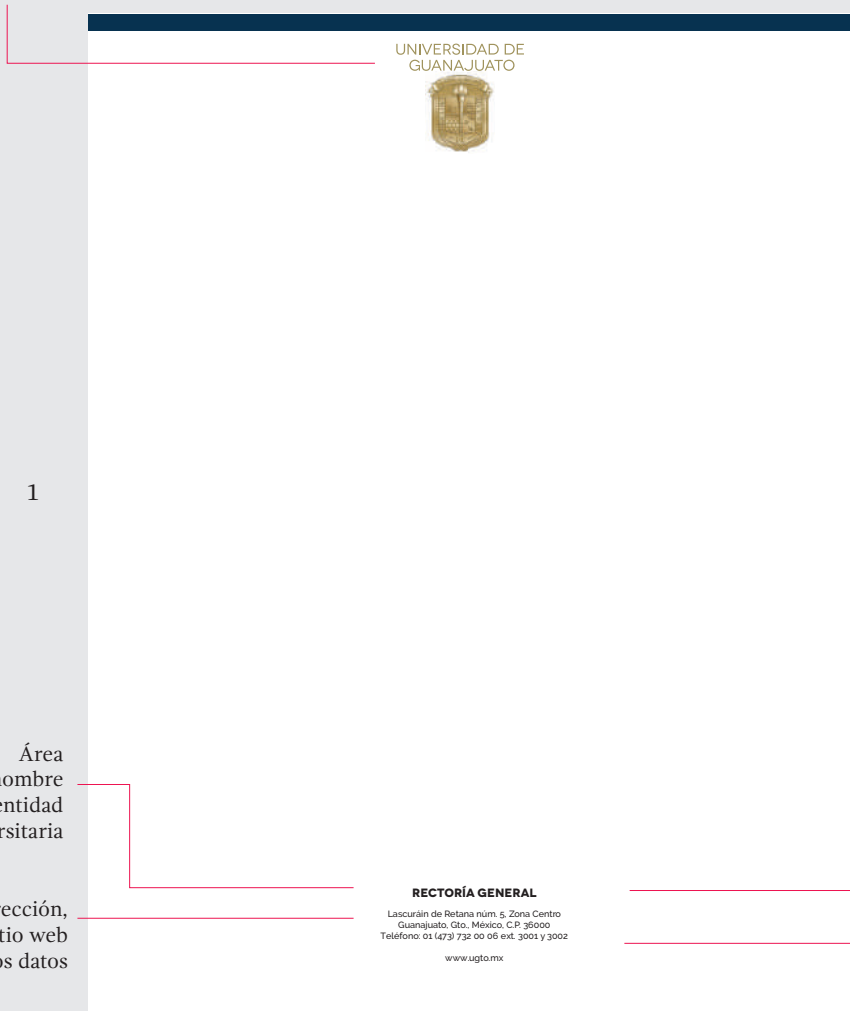 UNIVERSIDAD DE
GUANAJUATO
1
Área
nombre
entidad
rsitaria
rección,
tio web
os datos
RECTORÍA GENERAL
Lascuráin de Retana núm. 5, Zona Centro
Guanajuato, Gto., México, C.P. 36000
Teléfono: 01 (473) 732 00 06 ext. 3001 y 3002
www.ugto.mx